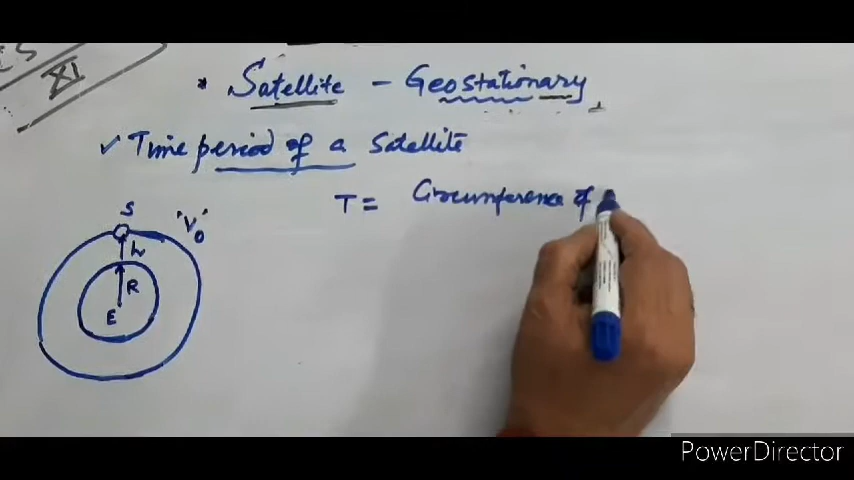 XI
* Satellite - Geostationary
✓ Time period of a Satellite
T = Circumference of
S
'V₀'
h
R
E
PowerDirector